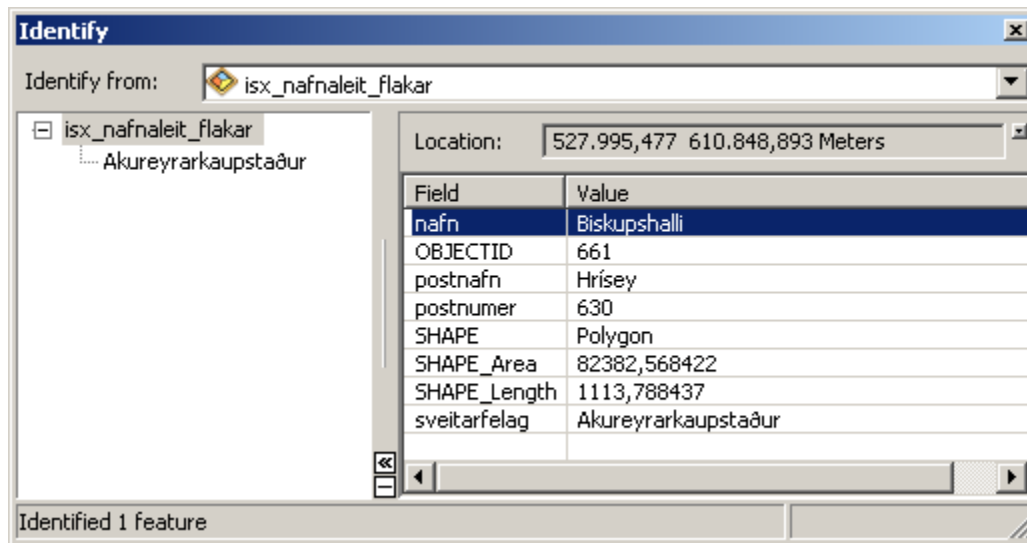 Identify
Identify from: isx_nafnaleit_flakar
isx_nafnaleit_flakar
Akureyrarkaupstaður
Location: 527.995,477 610.848,893 Meters
Field Value
nafn Biskupshalli
OBJECTID 661
postnafn Hrísey
postnumer 630
SHAPE Polygon
SHAPE_Area 82382,568422
SHAPE_Length 1113,788437
sveitarfelag Akureyrarkaupstaður
Identified 1 feature